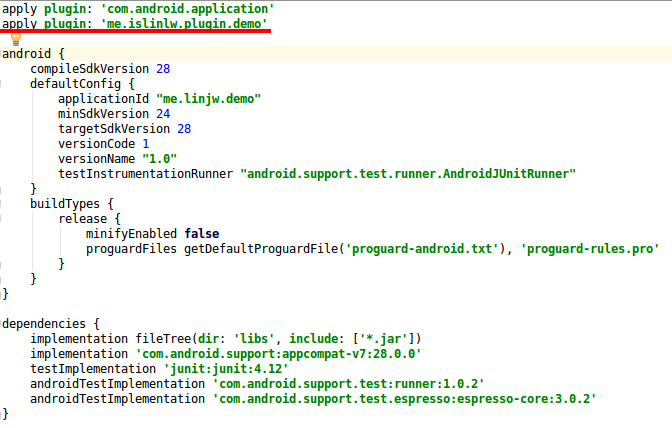 apply plugin: 'com.android.application'
apply plugin: 'me.islinlw.plugin.demo'
android {
compileSdkVersion 28
defaultConfig {
applicationId "me.linjw.demo"
minSdkVersion 24
targetSdkVersion 28
versionCode 1
versionName "1.0"
testInstrumentationRunner "android.support.test.runner.AndroidJUnitRunner"
}
buildTypes {
release {
minifyEnabled false
proguardFiles getDefaultProguardFile('proguard-android.txt'), 'proguard-rules.pro'
}
}
}
dependencies {
implementation fileTree(dir: 'libs', include: ['*.jar'])
implementation 'com.android.support:appcompat-v7:28.0.0'
testImplementation 'junit:junit:4.12'
androidTestImplementation 'com.android.support.test:runner:1.0.2'
androidTestImplementation 'com.android.support.test.espresso:espresso-core:3.0.2'
}